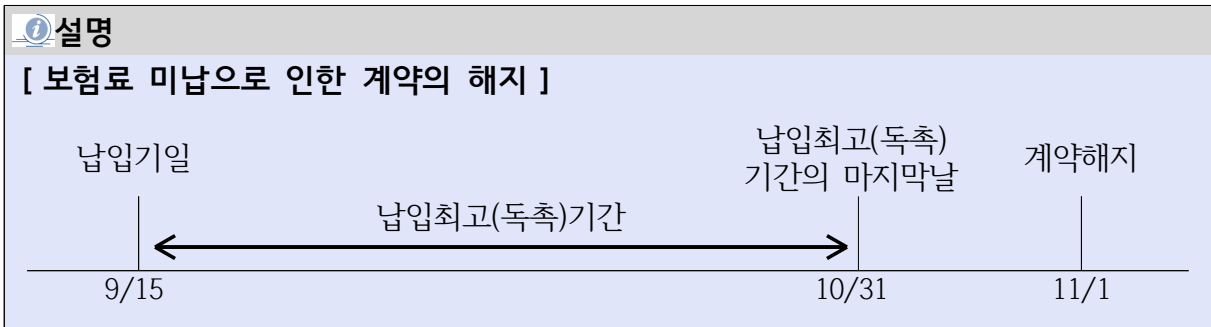 설명
[ 보험료 미납으로 인한 계약의 해지 ]
납입기일
납입최고(독촉)
기간의 마지막날
계약해지
납입최고(독촉)기간
9/15
10/31
11/1